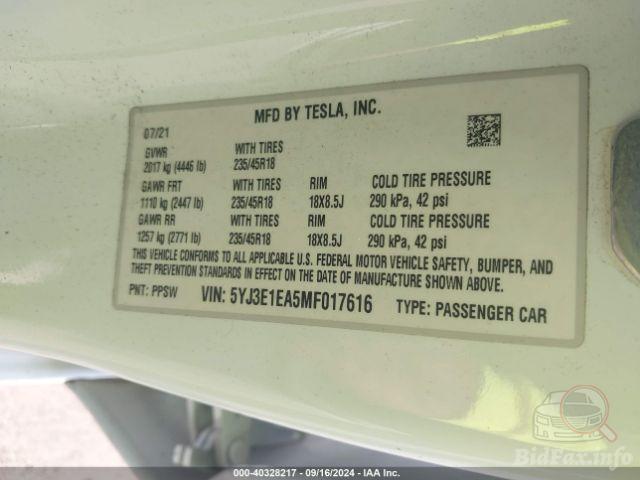 MFD BY TESLA, INC.
07/21
GVWR WITH TIRES
2017 kg (4446 lb) 235/45R18
GAWR FRT WITH TIRES RIM COLD TIRE PRESSURE
1110 kg (2447 lb) 235/45R18 18X8.5J 290 kPa, 42 psi
GAWR RR WITH TIRES RIM COLD TIRE PRESSURE
1257 kg (2771 lb) 235/45R18 18X8.5J 290 kPa, 42 psi
THIS VEHICLE CONFORMS TO ALL APPLICABLE U.S. FEDERAL MOTOR VEHICLE SAFETY, BUMPER, AND
THEFT PREVENTION STANDARDS IN EFFECT ON THE DATE OF MANUFACTURE SHOWN ABOVE.
PNT: PPSW VIN: 5YJ3E1EA5MF017616 TYPE: PASSENGER CAR
000-40328217 - 09/16/2024 - IAA Inc.
BidFax.info